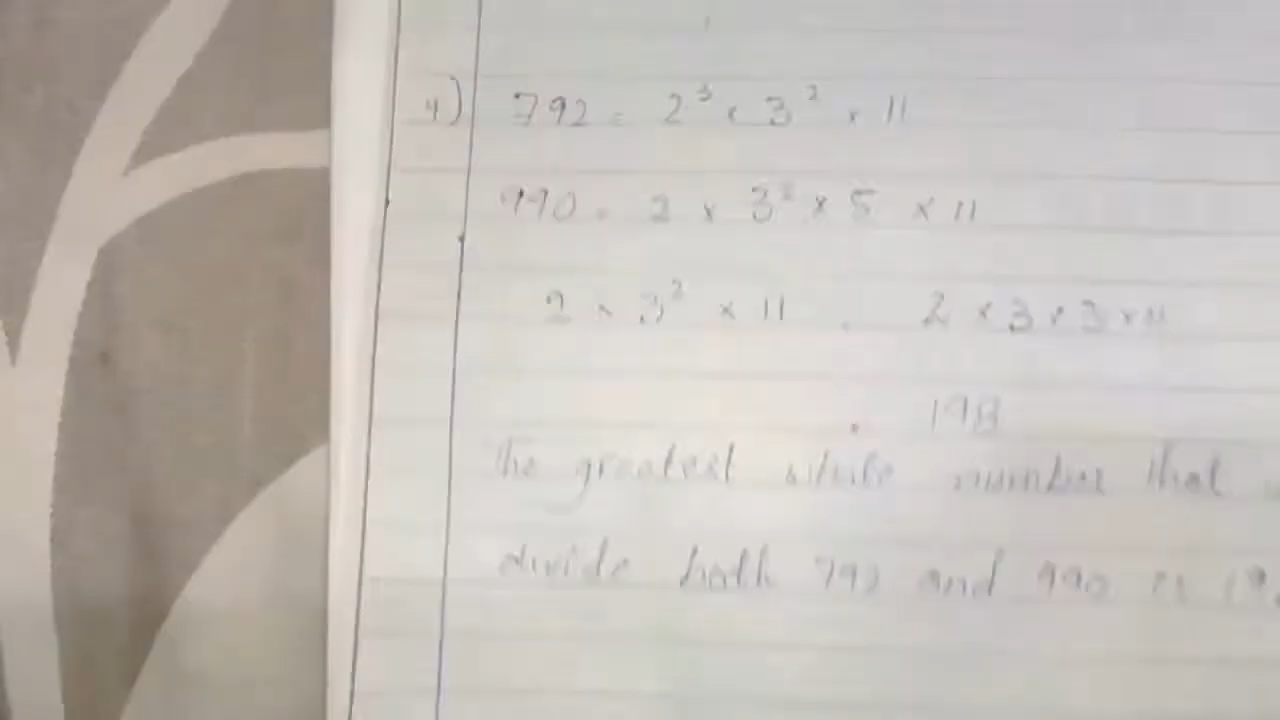 4) 792 = 2³ × 3² × 11
990 = 2 × 3² × 5 × 11
2 × 3² × 11 = 2 × 3 × 3 × 11
= 198
The greatest whole number that
divide both 792 and 990 is